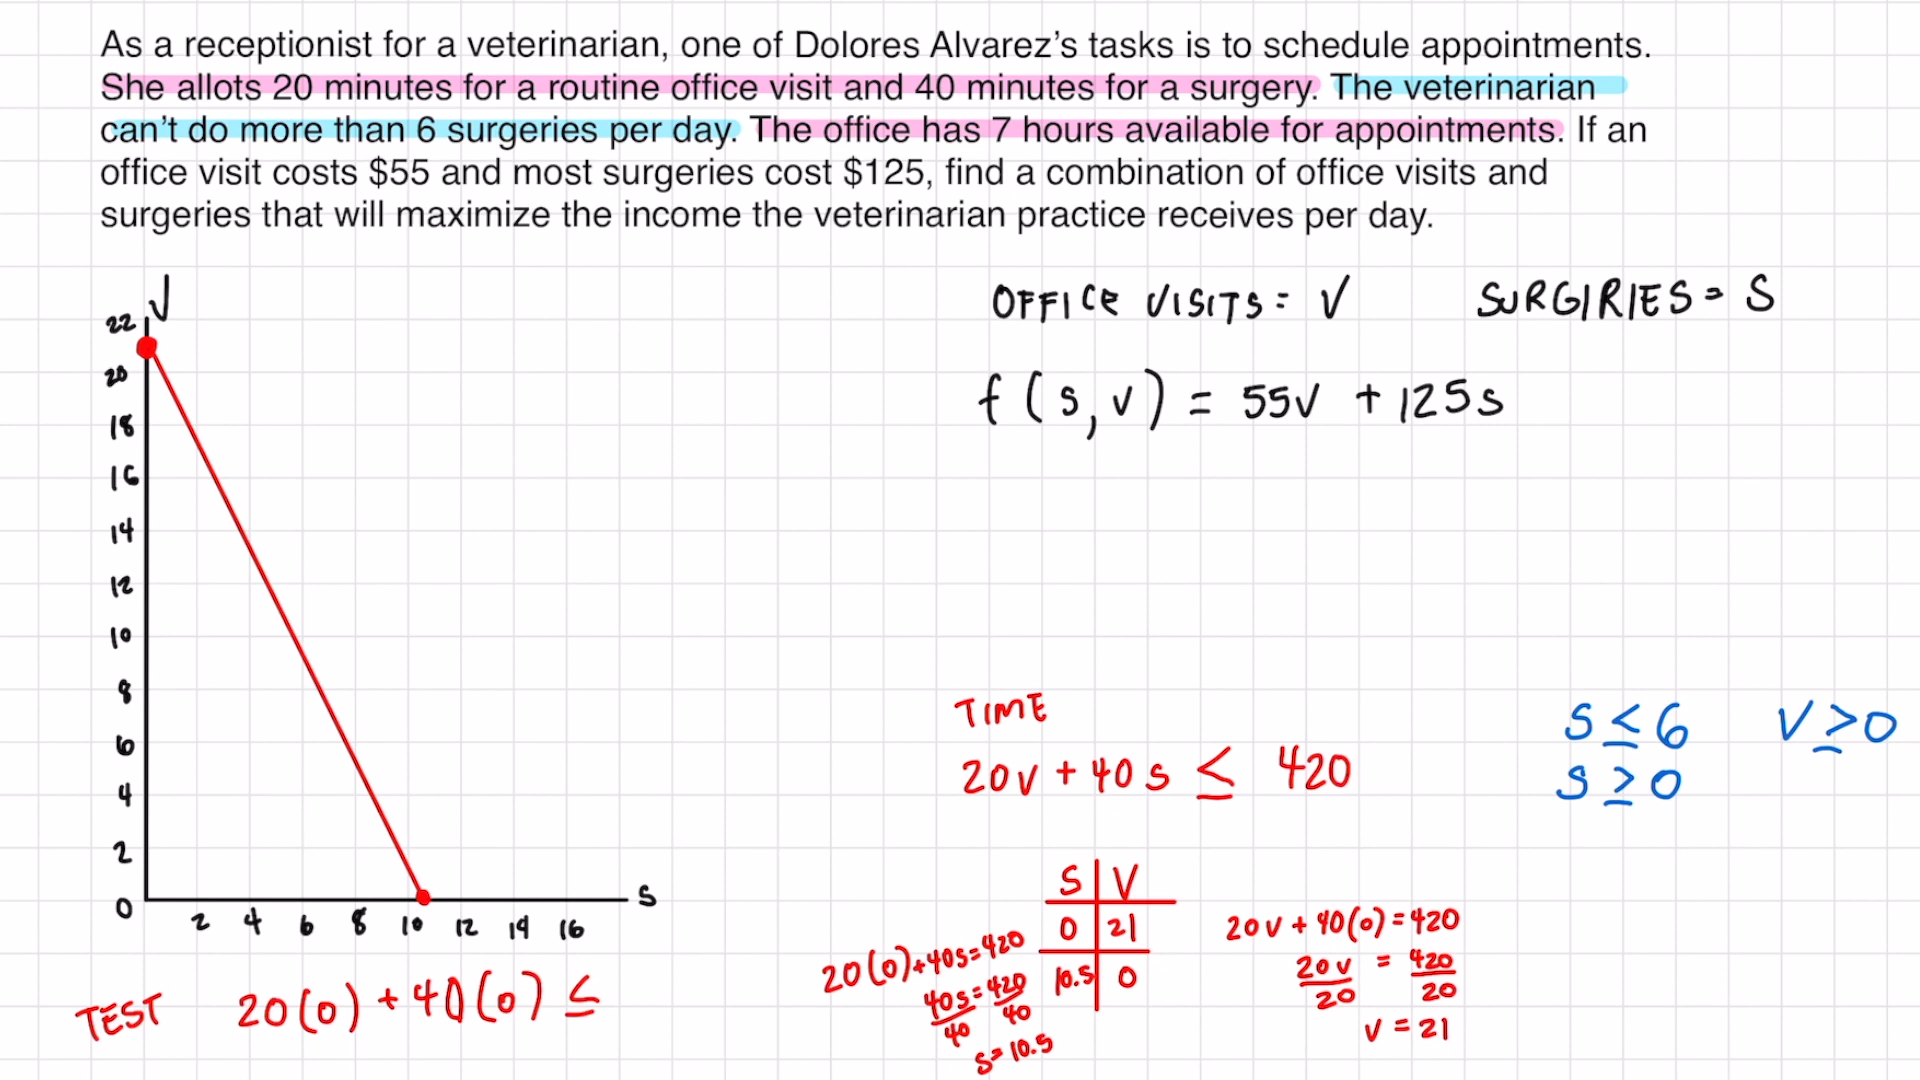 As a receptionist for a veterinarian, one of Dolores Alvarez’s tasks is to schedule appointments.
She allots 20 minutes for a routine office visit and 40 minutes for a surgery. The veterinarian
can’t do more than 6 surgeries per day. The office has 7 hours available for appointments. If an
office visit costs $55 and most surgeries cost $125, find a combination of office visits and
surgeries that will maximize the income the veterinarian practice receives per day.
OFFICE VISITS = V
SURGIRIES = S
f(s,v) = 55v + 125s
V
22
20
18
16
14
12
10
8
6
4
2
0
2 4 6 8 10 12 14 16
S
TIME
20v + 40s ≤ 420
S ≤ 6
S ≥ 0
V ≥ 0
S V
0 21
10.5 0
20(0)+40s=420
40s=420
40 40
s=10.5
20v + 40(0) = 420
20v = 420
20 20
v = 21
TEST 20(0) + 40(0) ≤